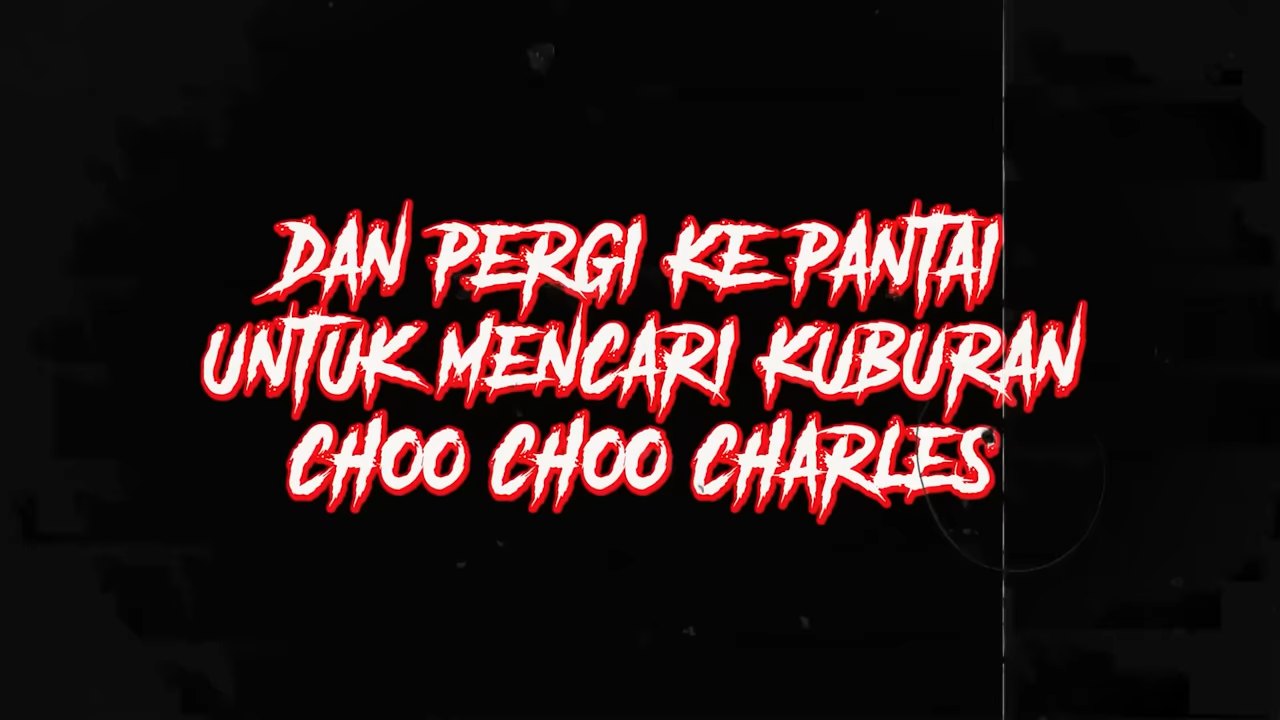 DAN PERGI KE PANTAI
UNTUK MENCARI KUBURAN
CHOO CHOO CHARLES